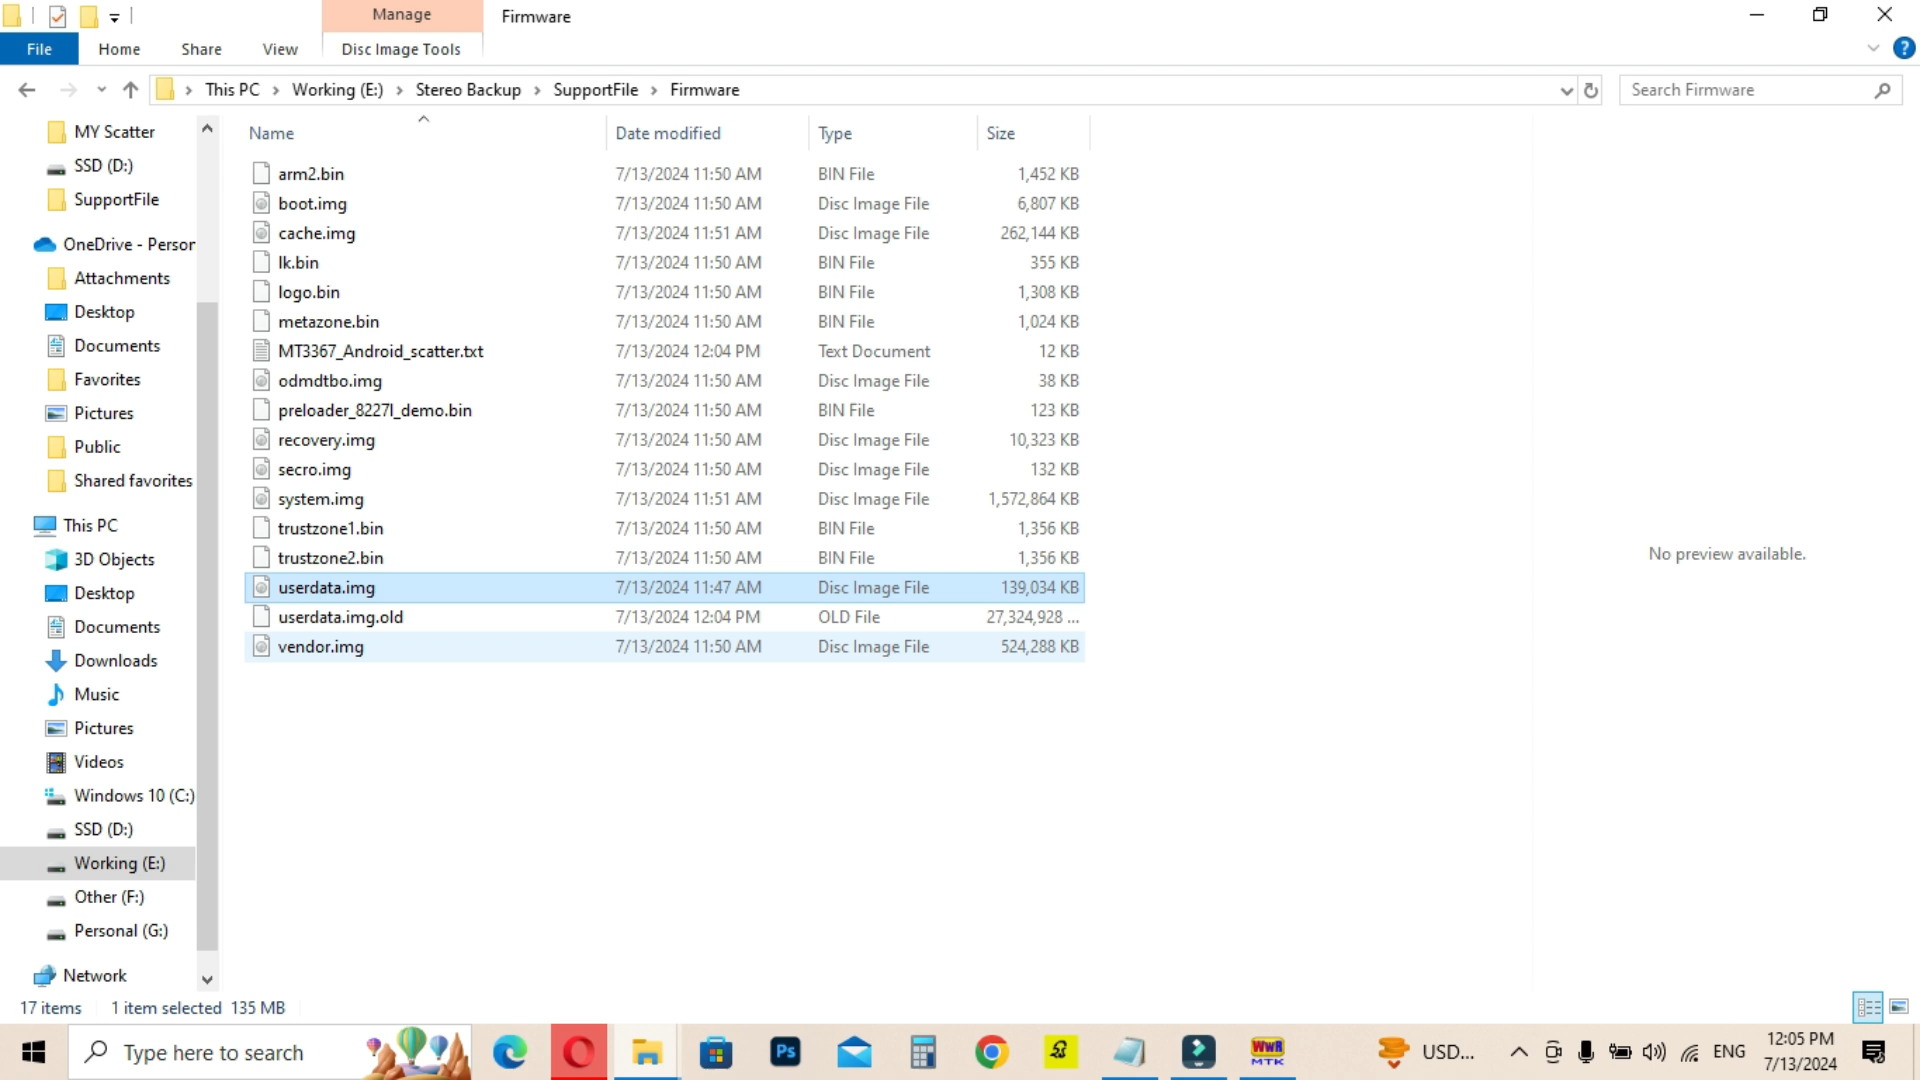 Manage
Firmware
File
Home
Share
View
Disc Image Tools
This PC
Working (E:)
Stereo Backup
SupportFile
Firmware
Search Firmware
MY Scatter
SSD (D:)
SupportFile
OneDrive - Person
Attachments
Desktop
Documents
Favorites
Pictures
Public
Shared favorites
This PC
3D Objects
Desktop
Documents
Downloads
Music
Pictures
Videos
Windows 10 (C:)
SSD (D:)
Working (E:)
Other (F:)
Personal (G:)
Network
Name Date modified Type Size
arm2.bin 7/13/2024 11:50 AM BIN File 1,452 KB
boot.img 7/13/2024 11:50 AM Disc Image File 6,807 KB
cache.img 7/13/2024 11:51 AM Disc Image File 262,144 KB
lk.bin 7/13/2024 11:50 AM BIN File 355 KB
logo.bin 7/13/2024 11:50 AM BIN File 1,308 KB
metazone.bin 7/13/2024 11:50 AM BIN File 1,024 KB
MT3367_Android_scatter.txt 7/13/2024 12:04 PM Text Document 12 KB
odmdtbo.img 7/13/2024 11:50 AM Disc Image File 38 KB
preloader_8227l_demo.bin 7/13/2024 11:50 AM BIN File 123 KB
recovery.img 7/13/2024 11:50 AM Disc Image File 10,323 KB
secro.img 7/13/2024 11:50 AM Disc Image File 132 KB
system.img 7/13/2024 11:51 AM Disc Image File 1,572,864 KB
trustzone1.bin 7/13/2024 11:50 AM BIN File 1,356 KB
trustzone2.bin 7/13/2024 11:50 AM BIN File 1,356 KB
userdata.img 7/13/2024 11:47 AM Disc Image File 139,034 KB
userdata.img.old 7/13/2024 12:04 PM OLD File 27,324,928 ...
vendor.img 7/13/2024 11:50 AM Disc Image File 524,288 KB
No preview available.
17 items 1 item selected 135 MB
Type here to search
Ps
WwR
MTK
USD...
ENG
12:05 PM
7/13/2024